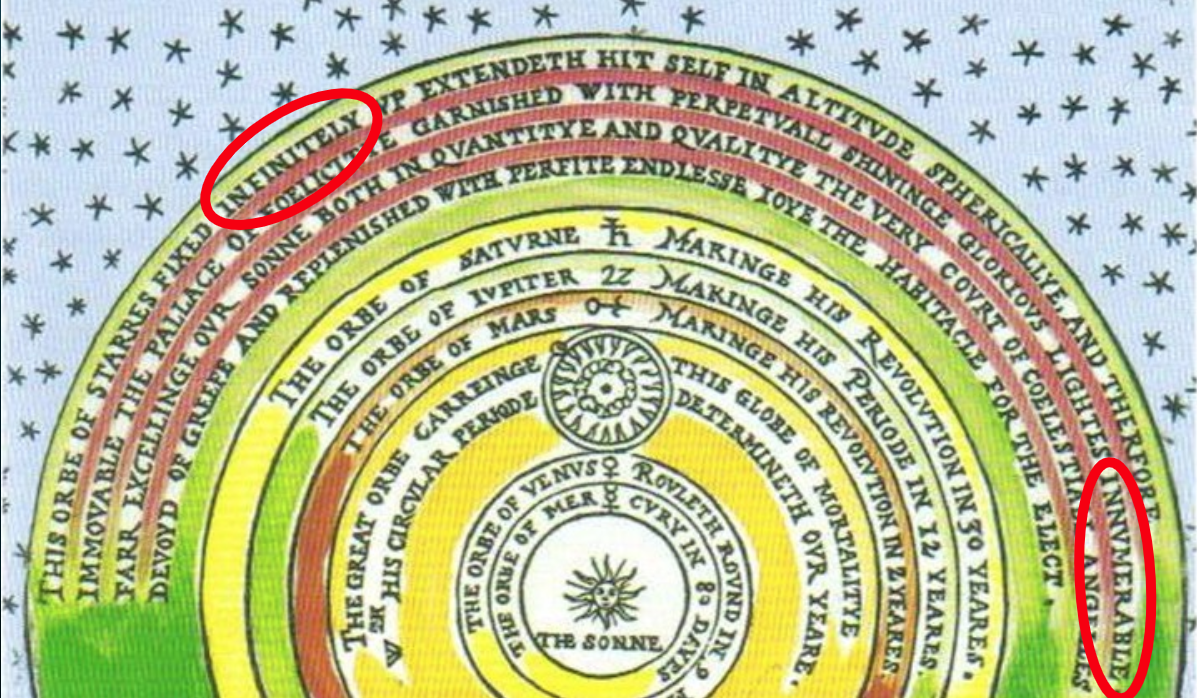 THIS ORBE OF STARRES FIXED INFINITELY VP EXTENDETH HIT SELF IN ALTITVDE SPHERICALLYE AND THEREFORE
IMMOVABLE THE PALLACE OF FOELICITYE GARNISHED WITH PERPETVALL SHININGE GLORIOVS LIGHTES INNVMERABLE
FARR EXCELLINGE OVR SONNE BOTH IN QVANTITYE AND QVALITYE THE VERY COVRT OF COELESTIALL ANGELLES
DEVOYD OF GREEFE AND REPLENISHED WITH PERFITE ENDLESSE IOYE THE HABITACLE FOR THE ELECT.
THE ORBE OF SATVRNE ♄ MAKINGE HIS REVOLVTION IN 30 YEARES.
THE ORBE OF IVPITER ♃ MAKINGE HIS PERIODE IN 12 YEARES.
THE ORBE OF MARS ♂ MAKINGE HIS REVOLVTION IN 2 YEARES
THE GREAT ORBE CARREINGE THIS GLOBE OF MORTALITYE
HIS CIRCVLAR PERIODE DETERMINETH OVR YEARE.
THE ORBE OF VENVS ♀ ROVLETH ROVND IN 9
THE ORBE OF MERCVRY ☿ IN 80 DAYES
THE SONNE